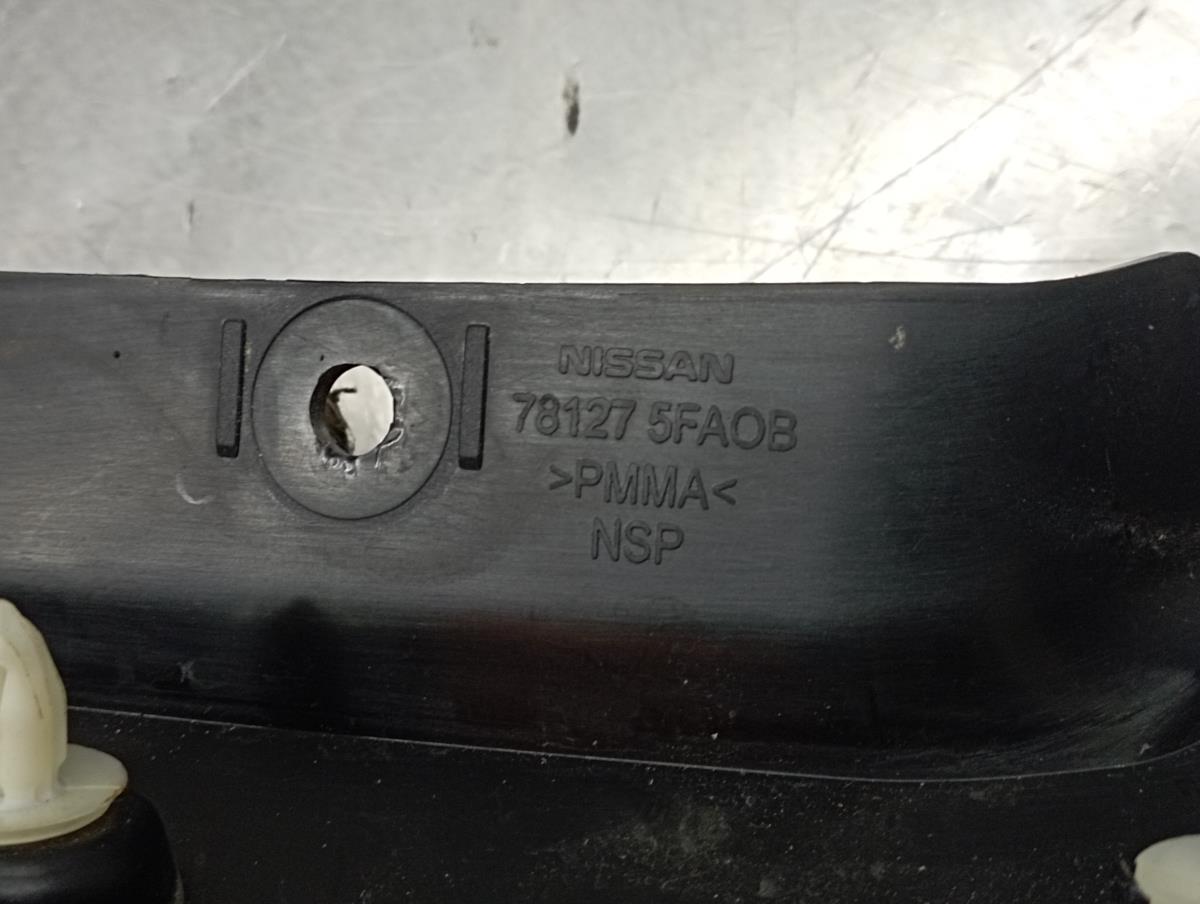 NISSAN
78127 5FA0B
>PMMA<
NSP